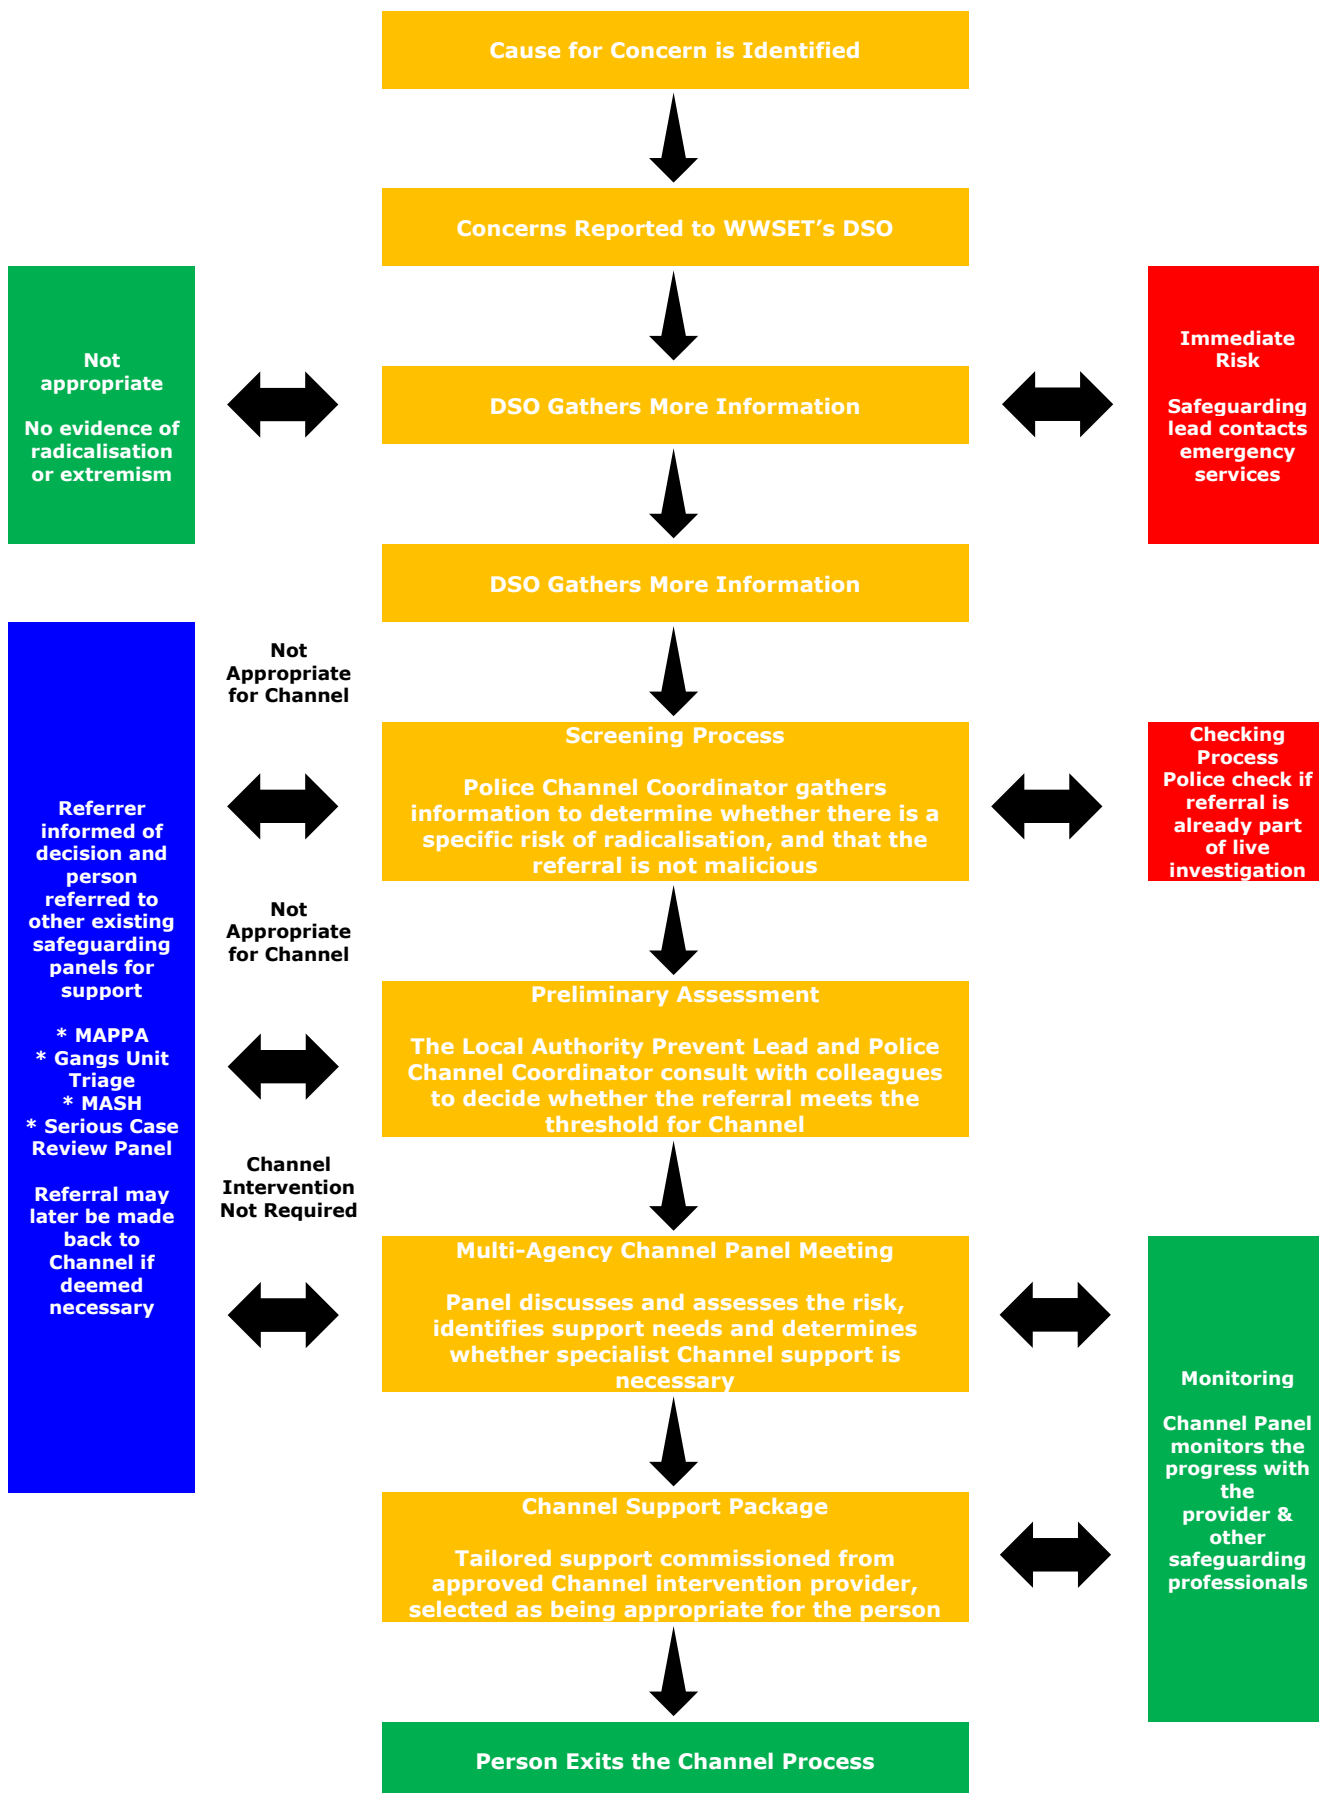 Cause for Concern is Identified
Concerns Reported to WWSET’s DSO
Not
appropriate
No evidence of
radicalisation
or extremism
DSO Gathers More Information
Immediate
Risk
Safeguarding
lead contacts
emergency
services
DSO Gathers More Information
Referrer
informed of
decision and
person
referred to
other existing
safeguarding
panels for
support
* MAPPA
* Gangs Unit
Triage
* MASH
* Serious Case
Review Panel
Referral may
later be made
back to
Channel if
deemed
necessary
Not
Appropriate
for Channel
Screening Process
Police Channel Coordinator gathers
information to determine whether there is a
specific risk of radicalisation, and that the
referral is not malicious
Checking
Process
Police check if
referral is
already part
of live
investigation
Not
Appropriate
for Channel
Preliminary Assessment
The Local Authority Prevent Lead and Police
Channel Coordinator consult with colleagues
to decide whether the referral meets the
threshold for Channel
Channel
Intervention
Not Required
Multi-Agency Channel Panel Meeting
Panel discusses and assesses the risk,
identifies support needs and determines
whether specialist Channel support is
necessary
Monitoring
Channel Panel
monitors the
progress with
the
provider &
other
safeguarding
professionals
Channel Support Package
Tailored support commissioned from
approved Channel intervention provider,
selected as being appropriate for the person
Person Exits the Channel Process